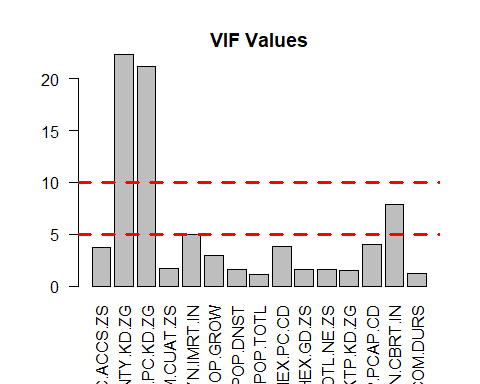 VIF Values
20
15
10
5
0
C.ACCS.ZS
NTY.KD.ZG
.PC.KD.ZG
M.CUAT.ZS
YN.IMRT.IN
OP.GROW
POP.DNST
POP.TOTL
HEX.PC.CD
HEX.GD.ZS
OTL.NE.ZS
KTP.KD.ZG
.PCAP.CD
N.CBRT.IN
COM.DURS